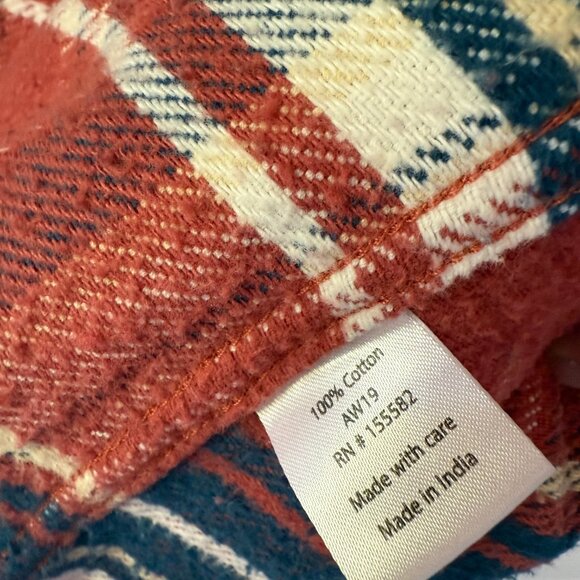 100% Cotton
AW19
RN # 155582
Made with care
Made in India